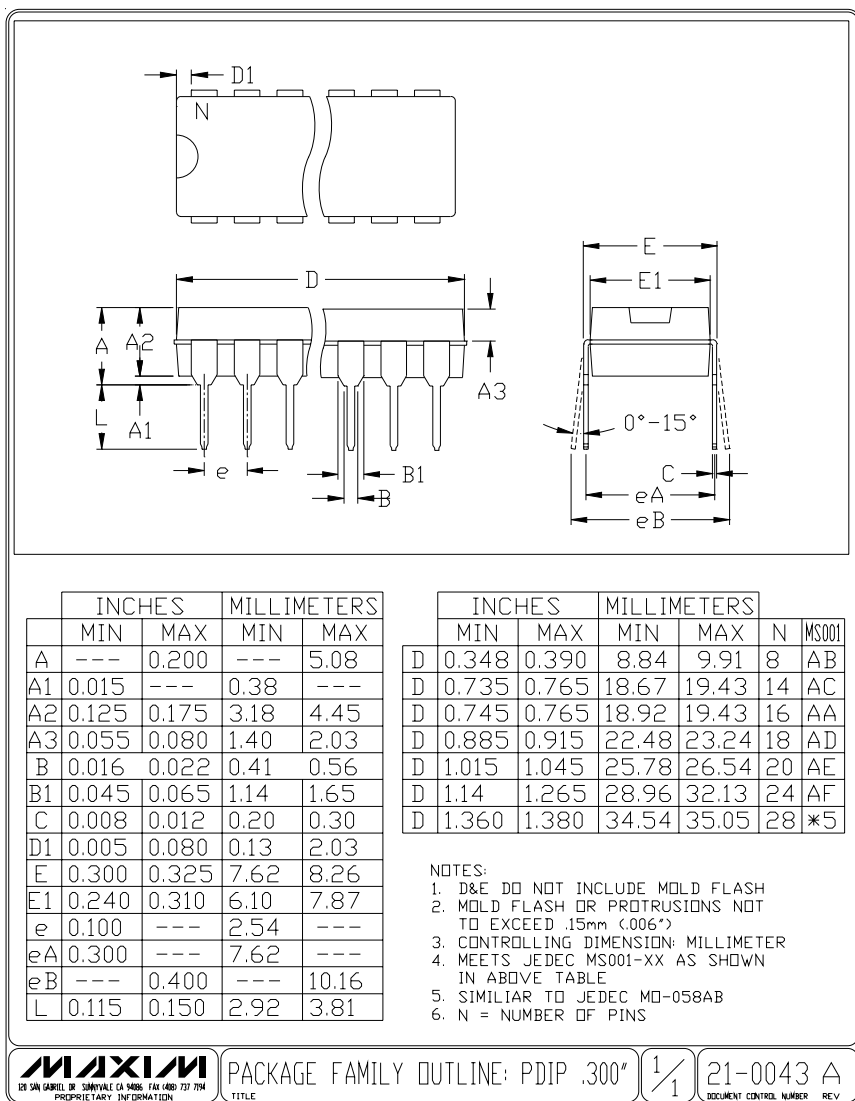 D1
N
D
E
E1
A
A2
A3
L
A1
0°-15°
e
B1
B
C
eA
eB
INCHES MILLIMETERS
MIN MAX MIN MAX
A --- 0.200 --- 5.08
A1 0.015 --- 0.38 ---
A2 0.125 0.175 3.18 4.45
A3 0.055 0.080 1.40 2.03
B 0.016 0.022 0.41 0.56
B1 0.045 0.065 1.14 1.65
C 0.008 0.012 0.20 0.30
D1 0.005 0.080 0.13 2.03
E 0.300 0.325 7.62 8.26
E1 0.240 0.310 6.10 7.87
e 0.100 --- 2.54 ---
eA 0.300 --- 7.62 ---
eB --- 0.400 --- 10.16
L 0.115 0.150 2.92 3.81
INCHES MILLIMETERS
MIN MAX MIN MAX N MS001
D 0.348 0.390 8.84 9.91 8 AB
D 0.735 0.765 18.67 19.43 14 AC
D 0.745 0.765 18.92 19.43 16 AA
D 0.885 0.915 22.48 23.24 18 AD
D 1.015 1.045 25.78 26.54 20 AE
D 1.14 1.265 28.96 32.13 24 AF
D 1.360 1.380 34.54 35.05 28 *5
NOTES:
1. D&E DO NOT INCLUDE MOLD FLASH
2. MOLD FLASH OR PROTRUSIONS NOT
TO EXCEED .15mm (.006")
3. CONTROLLING DIMENSION: MILLIMETER
4. MEETS JEDEC MS001-XX AS SHOWN
IN ABOVE TABLE
5. SIMILIAR TO JEDEC MO-058AB
6. N = NUMBER OF PINS
MAXIM
120 SAN GABRIEL DR SUNNYVALE CA 94086 FAX (408) 737 7194
PROPRIETARY INFORMATION
PACKAGE FAMILY OUTLINE: PDIP .300"
TITLE
1/1
21-0043 A
DOCUMENT CONTROL NUMBER REV